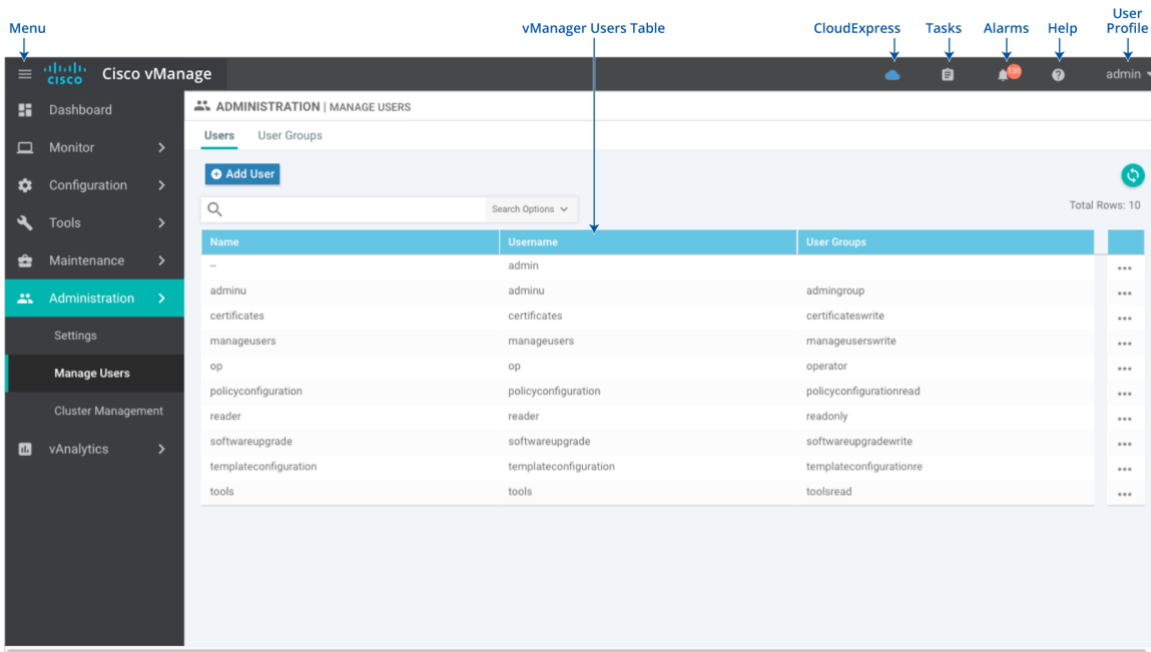 User
Menu vManager Users Table CloudExpress Tasks Alarms Help Profile
cisco Cisco vManage 130 admin
Dashboard
Monitor
Configuration
Tools
Maintenance
Administration
Settings
Manage Users
Cluster Management
vAnalytics
ADMINISTRATION | MANAGE USERS
Users User Groups
Add User
Search Options Total Rows: 10
Name Username User Groups
-- admin
adminu adminu admingroup
certificates certificates certificateswrite
manageusers manageusers manageuserswrite
op op operator
policyconfiguration policyconfiguration policyconfigurationread
reader reader readonly
softwareupgrade softwareupgrade softwareupgradewrite
templateconfiguration templateconfiguration templateconfigurationre
tools tools toolsread